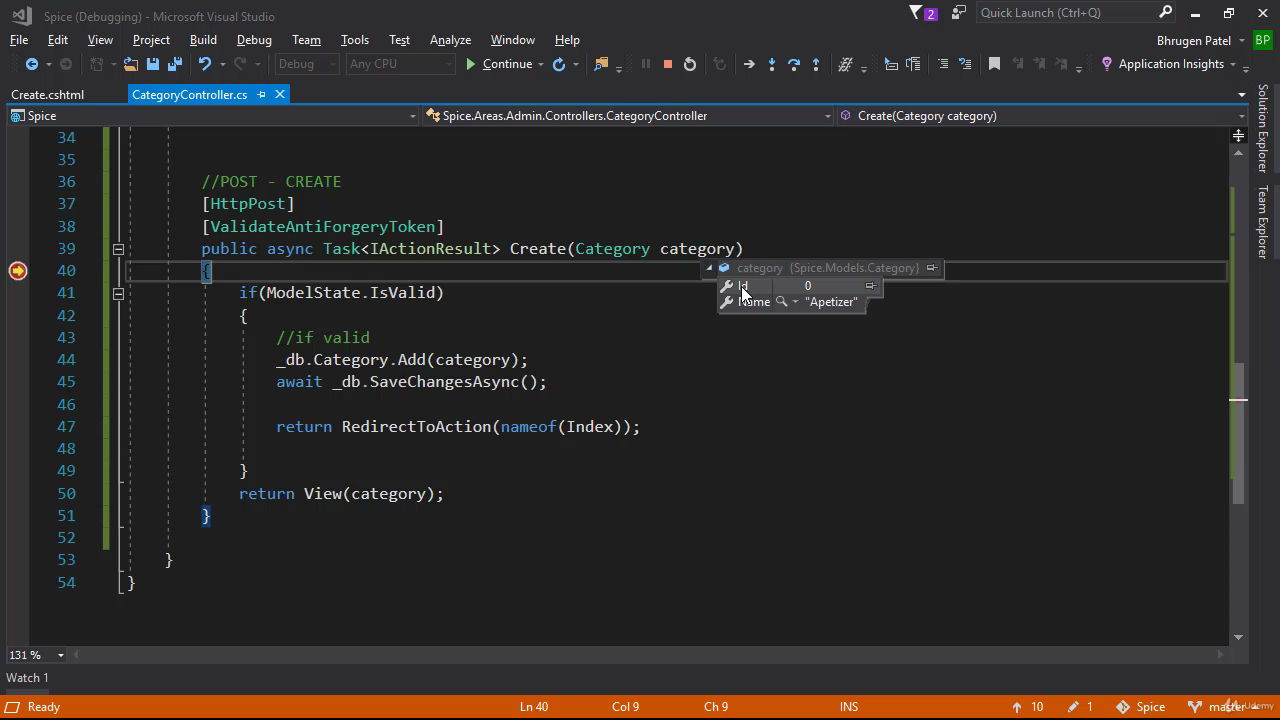 Spice (Debugging) - Microsoft Visual Studio
2
Quick Launch (Ctrl+Q)
File Edit View Project Build Debug Team Tools Test Analyze Window Help
Bhrugen Patel
BP
Debug Any CPU Continue Application Insights
Create.cshtml CategoryController.cs
Spice Spice.Areas.Admin.Controllers.CategoryController Create(Category category)
Solution Explorer
Team Explorer
34
35
36 //POST - CREATE
37 [HttpPost]
38 [ValidateAntiForgeryToken]
39 public async Task<IActionResult> Create(Category category)
40 {
category {Spice.Models.Category}
Id 0
Name "Apetizer"
41 if(ModelState.IsValid)
42 {
43 //if valid
44 _db.Category.Add(category);
45 await _db.SaveChangesAsync();
46
47 return RedirectToAction(nameof(Index));
48
49 }
50 return View(category);
51 }
52
53 }
54 }
131 %
Watch 1
Ready Ln 40 Col 9 Ch 9 INS 10 1 Spice master
Udemy